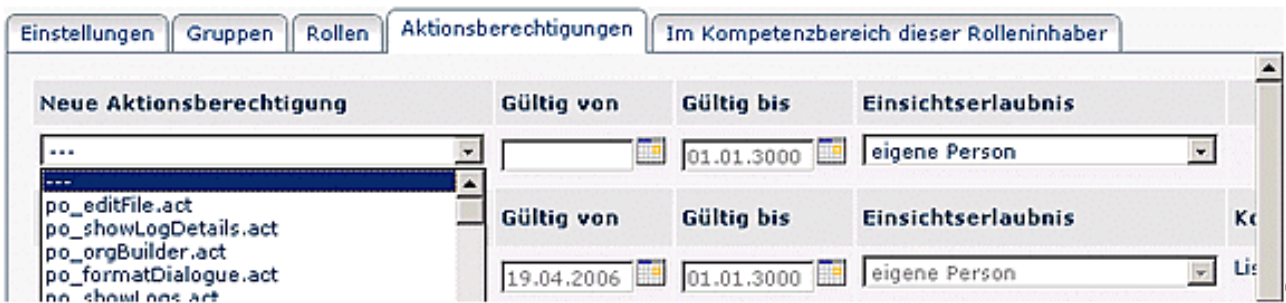 Einstellungen Gruppen Rollen Aktionsberechtigungen Im Kompetenzbereich dieser Rolleninhaber
Neue Aktionsberechtigung Gültig von Gültig bis Einsichtserlaubnis
--- 01.01.3000 eigene Person
---
po_editFile.act
po_showLogDetails.act Gültig von Gültig bis Einsichtserlaubnis
po_orgBuilder.act
po_formatDialogue.act 19.04.2006 01.01.3000 eigene Person
po_showLogs.act